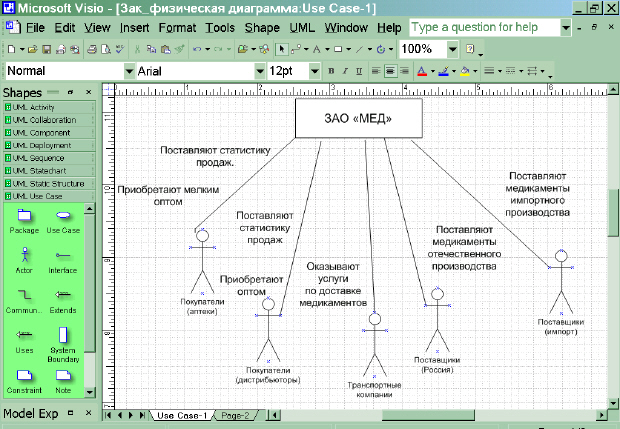 Microsoft Visio - [Зак_физическая диаграмма:Use Case-1]
File Edit View Insert Format Tools Shape UML Window Help Type a question for help
100%
Normal Arial 12pt B I U
Shapes
UML Activity
UML Collaboration
UML Component
UML Deployment
UML Sequence
UML Statechart
UML Static Structure
UML Use Case
Package Use Case
Actor Interface
Commun... Extends
Uses System
Boundary
Constraint Note
Model Exp
ЗАО «МЕД»
Поставляют статистику
продаж.
Приобретают мелким
оптом
Покупатели
(аптеки)
Поставляют
статистику
продаж
Приобретают
оптом
Покупатели
(дистрибьюторы)
Оказывают
услуги
по доставке
медикаментов
Транспортные
компании
Поставляют
медикаменты
отечественного
производства
Поставщики
(Россия)
Поставляют
медикаменты
импортного
производства
Поставщики
(импорт)
Use Case-1 Page-2